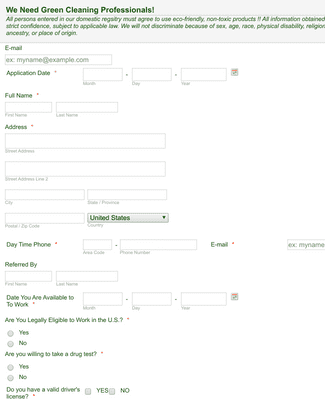 We Need Green Cleaning Professionals!
All persons entered in our domestic registry must agree to use eco-friendly, non-toxic products !! All information obtained
strict confidence, subject to applicable law. We will not discriminate because of sex, age, race, physical disability, religion
ancestry, or place of origin.
E-mail
ex: myname@example.com
Application Date *
- -
Month Day Year
Full Name *
First Name Last Name
Address *
Street Address
Street Address Line 2
City State / Province
Postal / Zip Code Country
United States
Day Time Phone * - E-mail * ex: myname
Area Code Phone Number
Referred By
First Name Last Name
Date You Are Available to
To Work * - -
Month Day Year
Are You Legally Eligible to Work in the U.S.? *
Yes
No
Are you willing to take a drug test? *
Yes
No
Do you have a valid driver's YES NO
license? *